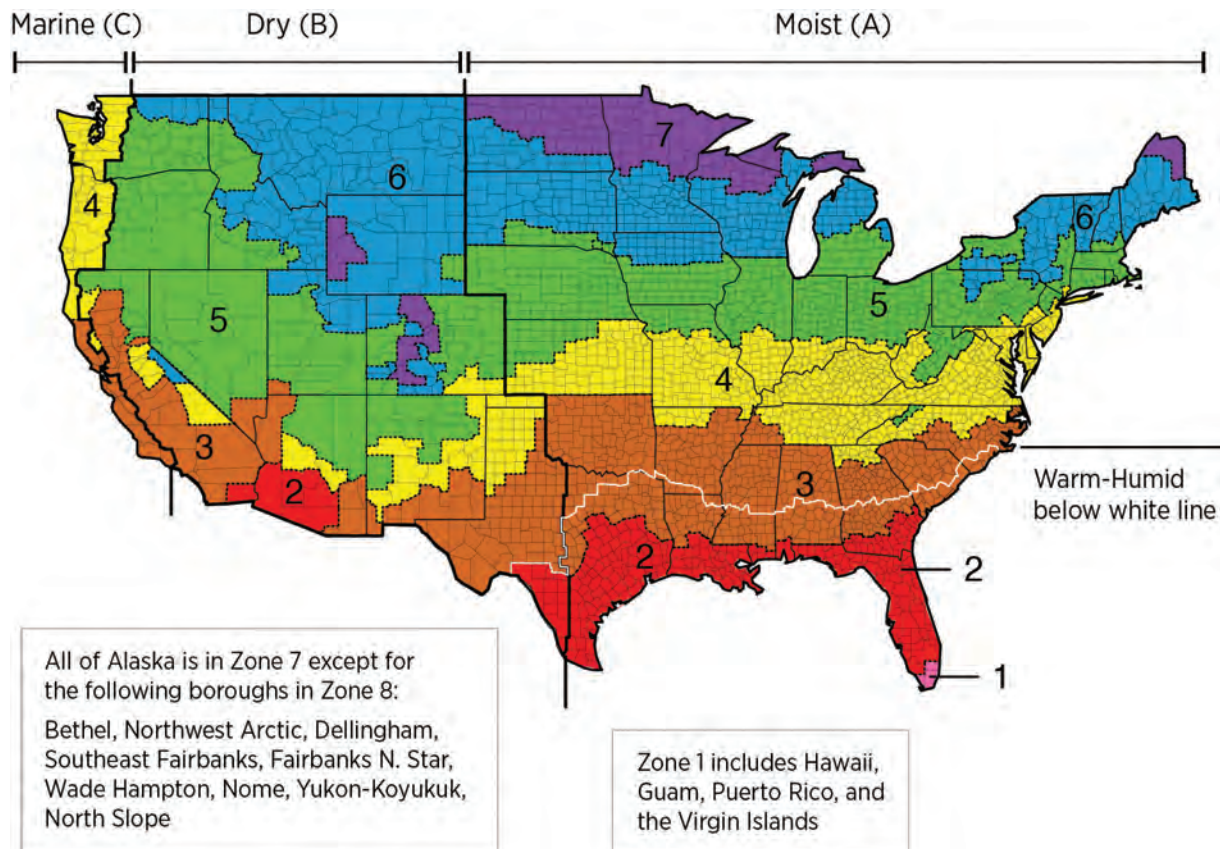 Marine (C)
Dry (B)
Moist (A)
7
6
4
6
5
5
4
3
3
2
Warm-Humid
below white line
2
2
1
All of Alaska is in Zone 7 except for
the following boroughs in Zone 8:
Bethel, Northwest Arctic, Dellingham,
Southeast Fairbanks, Fairbanks N. Star,
Wade Hampton, Nome, Yukon-Koyukuk,
North Slope
Zone 1 includes Hawaii,
Guam, Puerto Rico, and
the Virgin Islands